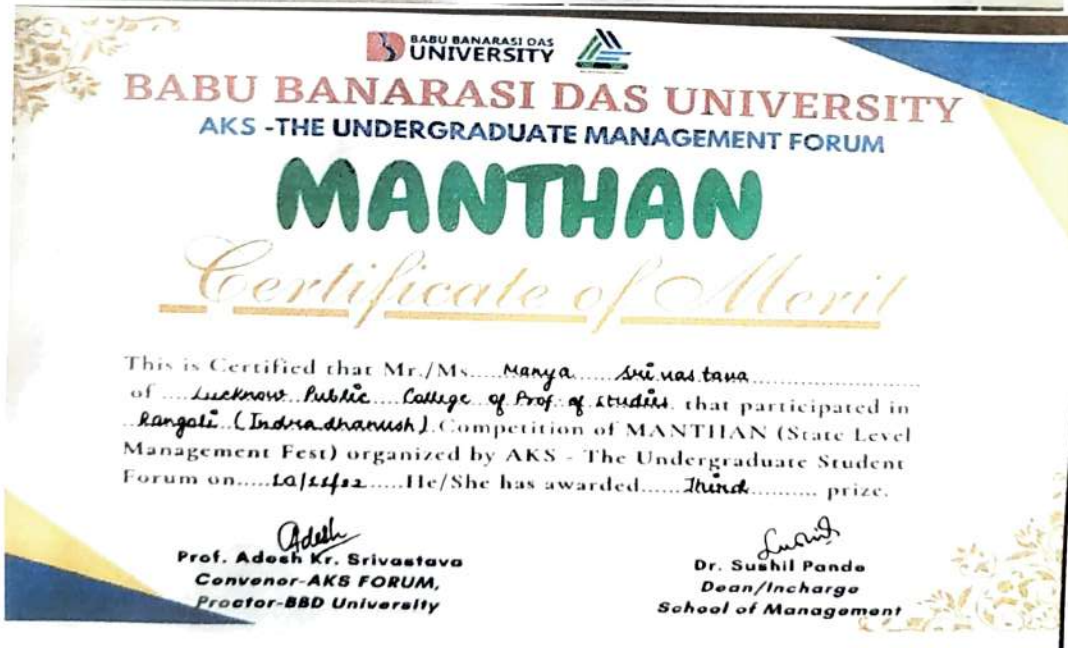 BABU BANARASI DAS
UNIVERSITY
BABU BANARASI DAS UNIVERSITY
AKS -THE UNDERGRADUATE MANAGEMENT FORUM
MANTHAN
Certificate of Merit
This is Certified that Mr./Ms.....Manya.....Srivastava.....................
of ....Lucknow Public....College of Prof. of studies. that participated in
..Rangoli..(Indradhanush).Competition of MANTHAN (State Level
Management Fest) organized by AKS - The Undergraduate Student
Forum on..........He/She has awarded......Third.......... prize.
Adesh
Prof. Adesh Kr. Srivastava
Convenor-AKS FORUM,
Proctor-BBD University
Sushil
Dr. Sushil Pande
Dean/Incharge
School of Management